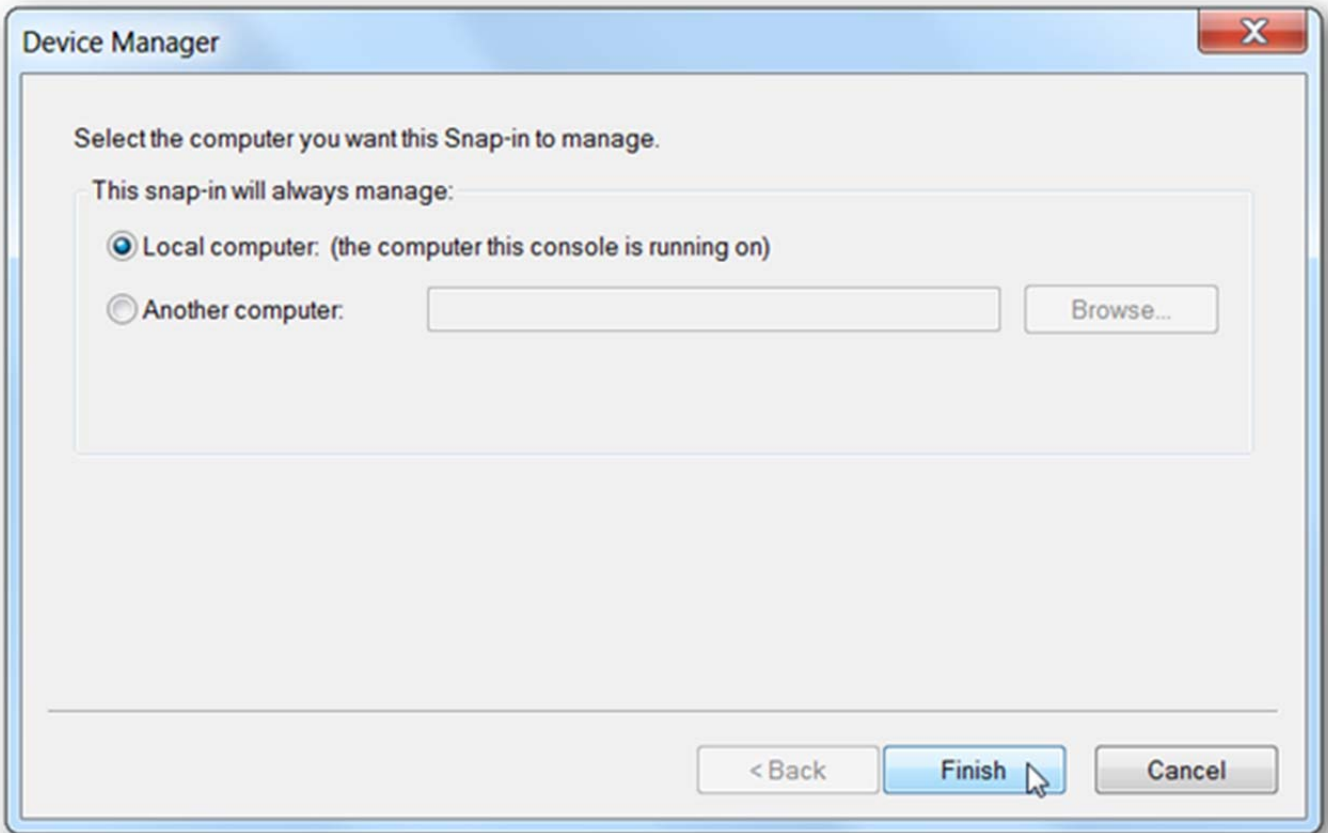 Device Manager
Select the computer you want this Snap-in to manage.
This snap-in will always manage:
Local computer: (the computer this console is running on)
Another computer:
Browse...
< Back
Finish
Cancel